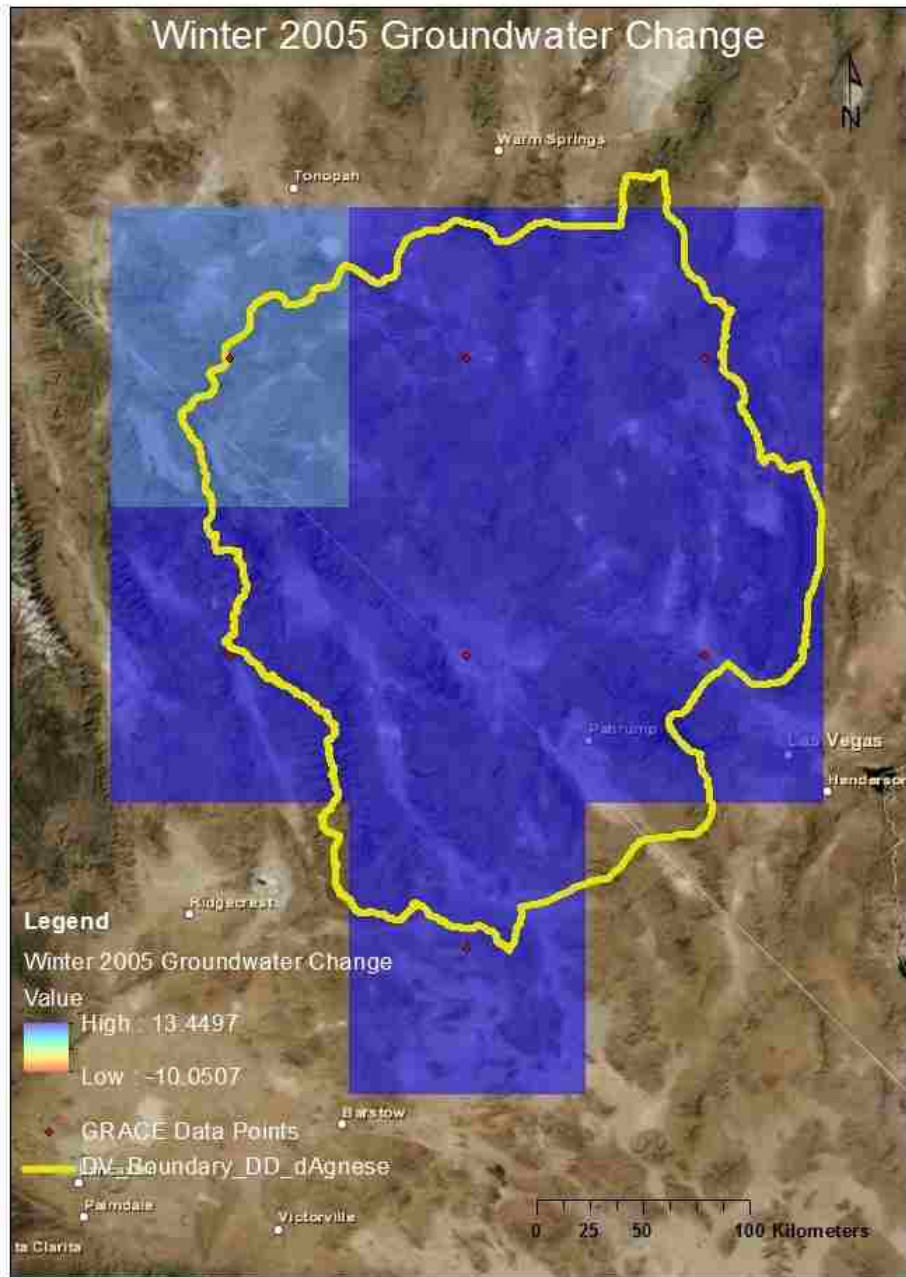 Winter 2005 Groundwater Change
N
Warm Springs
Tonopah
Pahrump
Las Vegas
Henderson
Ridgecrest
Legend
Winter 2005 Groundwater Change
Value
High : 13.4497
Low : -10.0507
Barstow
GRACE Data Points
DV_Boundary_DD_dAgnese
Palmdale
Victorville
0 25 50 100 Kilometers
ta Clarita